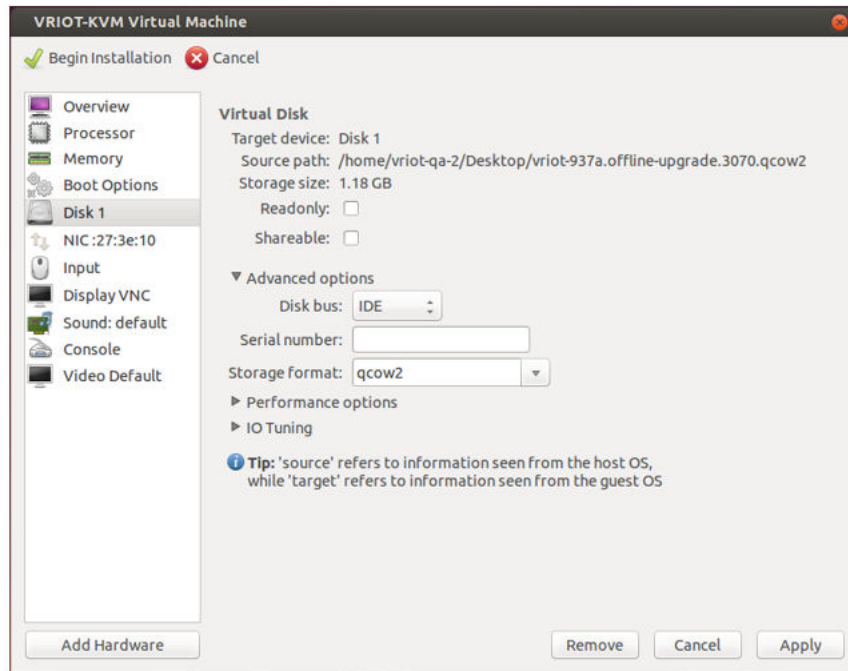 VRIOT-KVM Virtual Machine
Begin Installation Cancel
Overview
Processor
Memory
Boot Options
Disk 1
NIC :27:3e:10
Input
Display VNC
Sound: default
Console
Video Default
Add Hardware
Virtual Disk
Target device: Disk 1
Source path: /home/vriot-qa-2/Desktop/vriot-937a.offline-upgrade.3070.qcow2
Storage size: 1.18 GB
Readonly:
Shareable:
Advanced options
Disk bus: IDE
Serial number:
Storage format: qcow2
Performance options
IO Tuning
Tip: 'source' refers to information seen from the host OS,
while 'target' refers to information seen from the guest OS
Remove Cancel Apply